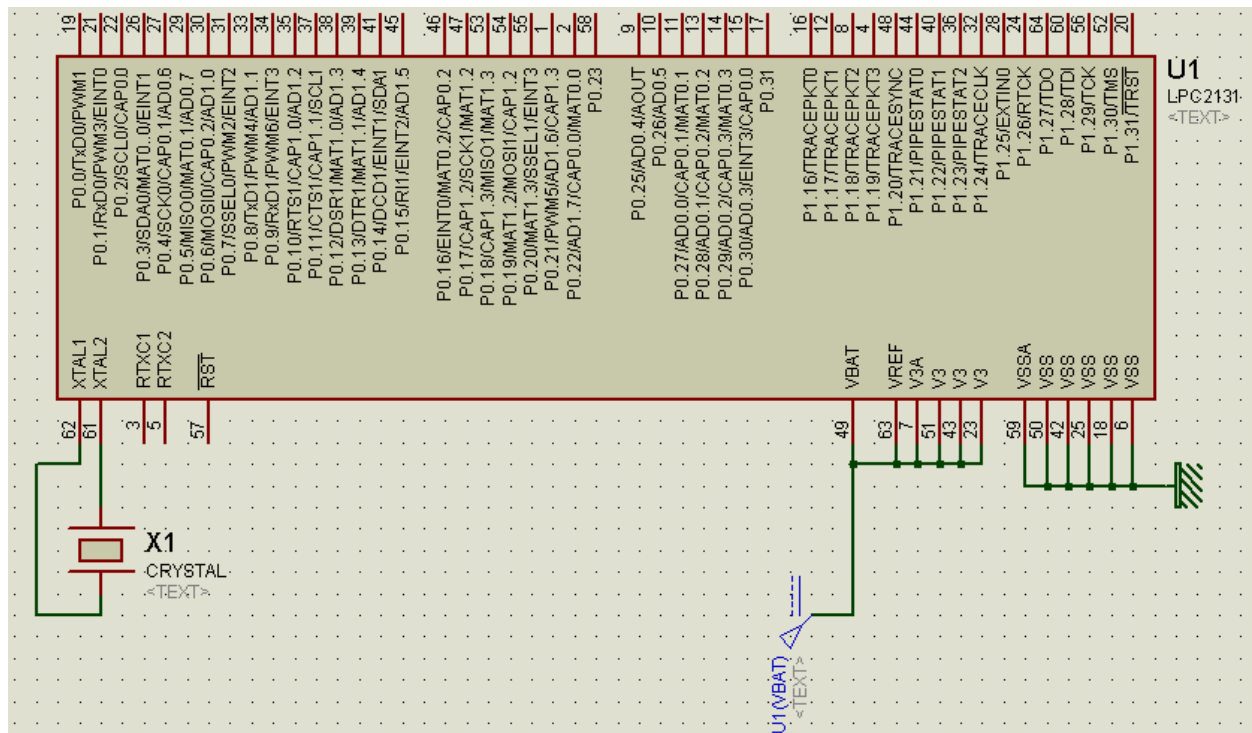 19
21
22
26
27
29
30
31
33
34
35
37
38
39
41
45
46
47
53
54
55
1
2
58
9
10
11
13
14
15
17
16
12
8
4
48
44
40
36
32
28
24
64
60
56
52
20
P0.0/TxD0/PWM1
P0.1/RxD0/PWM3/EINT0
P0.2/SCL0/CAP0.0
P0.3/SDA0/MAT0..0/EINT1
P0.4/SCK0/CAP0.1/AD0.6
P0.5/MISO0/MAT0.1/AD0.7
P0.6/MOSI0/CAP0.2/AD1.0
P0.7/SSEL0/PWM2/EINT2
P0.8/TxD1/PWM4/AD1.1
P0.9/RxD1/PWM6/EINT3
P0.10/RTS1/CAP1.0/AD1.2
P0.11/CTS1/CAP1.1/SCL1
P0.12/DSR1/MAT1.0/AD1.3
P0.13/DTR1/MAT1.1/AD1.4
P0.14/DCD1/EINT1/SDA1
P0.15/RI1/EINT2/AD1.5
P0.16/EINT0/MAT0.2/CAP0.2
P0.17/CAP1.2/SCK1/MAT1.2
P0.18/CAP1.3/MISO1/MAT1.3
P0.19/MAT1.2/MOSI1/CAP1.2
P0.20/MAT1.3/SSEL1/EINT3
P0.21/PWM5/AD1.6/CAP1.3
P0.22/AD1.7/CAP0.0/MAT0.0
P0.23
P0.25/AD0.4/AOUT
P0.26/AD0.5
P0.27/AD0.0/CAP0.1/MAT0.1
P0.28/AD0.1/CAP0.2/MAT0.2
P0.29/AD0.2/CAP0.3/MAT0.3
P0.30/AD0.3/EINT3/CAP0.0
P0.31
P1.16/TRACEPKT0
P1.17/TRACEPKT1
P1.18/TRACEPKT2
P1.19/TRACEPKT3
P1.20/TRACESYNC
P1.21/PIPESTAT0
P1.22/PIPESTAT1
P1.23/PIPESTAT2
P1.24/TRACECLK
P1.25/EXTIN0
P1.26/RTCK
P1.27/TDO
P1.28/TDI
P1.29/TCK
P1.30/TMS
P1.31/TRST
U1
LPC2131
<TEXT>
XTAL1
XTAL2
RTXC1
RTXC2
RST
VBAT
VREF
V3A
V3
V3
V3
VSSA
VSS
VSS
VSS
VSS
VSS
62
61
3
5
57
49
63
7
51
43
23
59
50
42
25
18
6
X1
CRYSTAL
<TEXT>
U1(VBAT)
<TEXT>